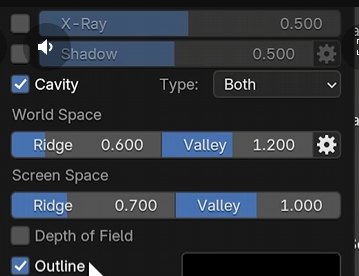 X-Ray 0.500
Shadow 0.500
Cavity Type: Both
World Space
Ridge 0.600 Valley 1.200
Screen Space
Ridge 0.700 Valley 1.000
Depth of Field
Outline